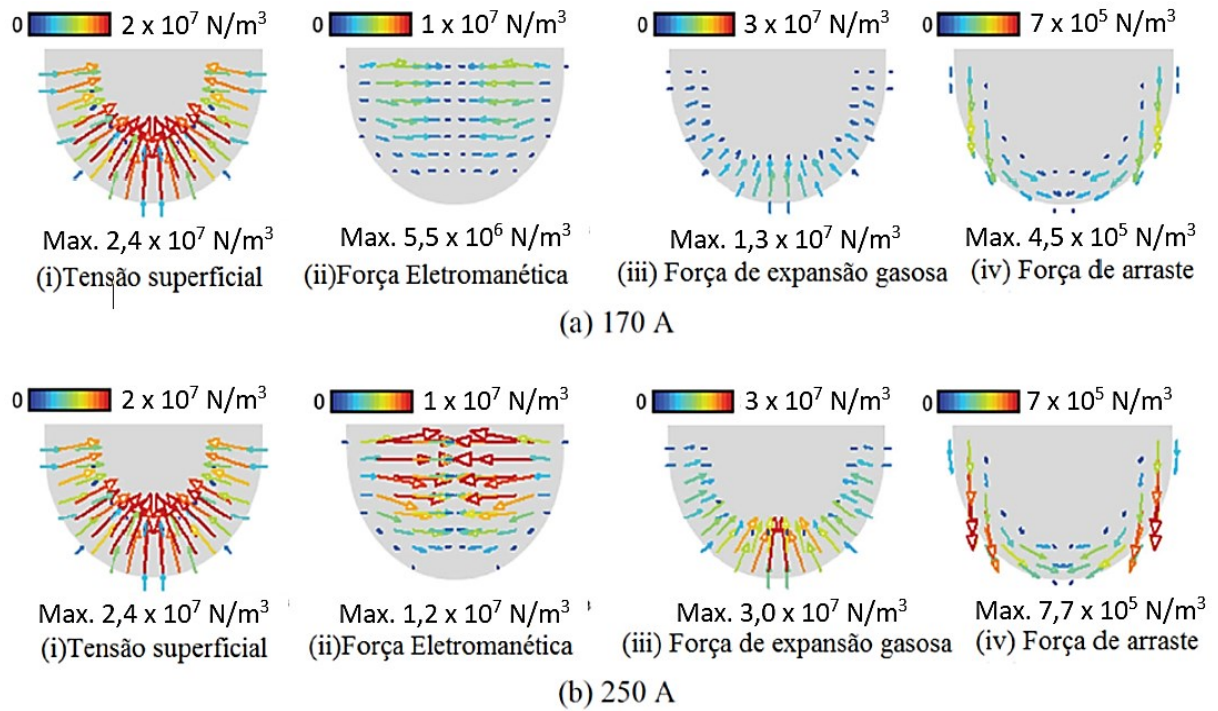 0 2 x 10⁷ N/m³
0 1 x 10⁷ N/m³
0 3 x 10⁷ N/m³
0 7 x 10⁵ N/m³
Max. 2,4 x 10⁷ N/m³
Max. 5,5 x 10⁶ N/m³
Max. 1,3 x 10⁷ N/m³
Max. 4,5 x 10⁵ N/m³
(i)Tensão superficial
(ii)Força Eletromanética
(iii) Força de expansão gasosa
(iv) Força de arraste
(a) 170 A
0 2 x 10⁷ N/m³
0 1 x 10⁷ N/m³
0 3 x 10⁷ N/m³
0 7 x 10⁵ N/m³
Max. 2,4 x 10⁷ N/m³
Max. 1,2 x 10⁷ N/m³
Max. 3,0 x 10⁷ N/m³
Max. 7,7 x 10⁵ N/m³
(i)Tensão superficial
(ii)Força Eletromanética
(iii) Força de expansão gasosa
(iv) Força de arraste
(b) 250 A